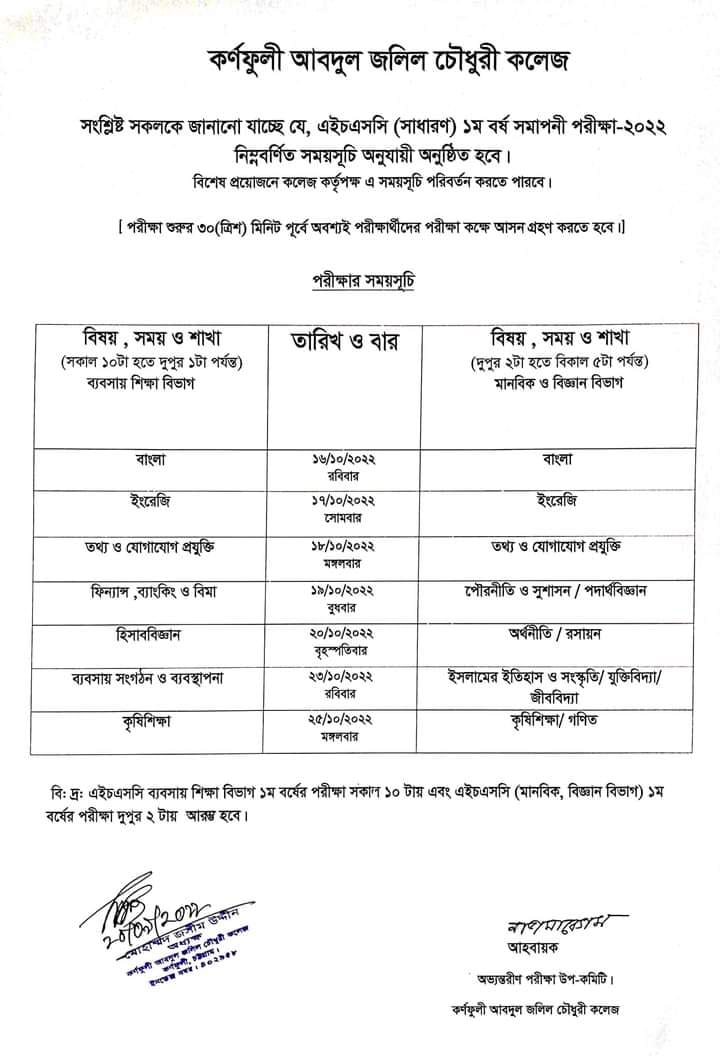 কর্ণফুলী আবদুল জলিল চৌধুরী কলেজ
সংশ্লিষ্ট সকলকে জানানো যাচ্ছে যে, এইচএসসি (সাধারণ) ১ম বর্ষ সমাপনী পরীক্ষা-২০২২
নিম্নবর্ণিত সময়সূচি অনুযায়ী অনুষ্ঠিত হবে।
বিশেষ প্রয়োজনে কলেজ কর্তৃপক্ষ এ সময়সূচি পরিবর্তন করতে পারবে।
[ পরীক্ষা শুরুর ৩০(ত্রিশ) মিনিট পূর্বে অবশ্যই পরীক্ষার্থীদের পরীক্ষা কক্ষে আসন গ্রহণ করতে হবে।]
পরীক্ষার সময়সূচি
বিষয় , সময় ও শাখা
(সকাল ১০টা হতে দুপুর ১টা পর্যন্ত)
ব্যবসায় শিক্ষা বিভাগ
তারিখ ও বার
বিষয় , সময় ও শাখা
(দুপুর ২টা হতে বিকাল ৫টা পর্যন্ত)
মানবিক ও বিজ্ঞান বিভাগ
বাংলা
১৬/১০/২০২২
রবিবার
বাংলা
ইংরেজি
১৭/১০/২০২২
সোমবার
ইংরেজি
তথ্য ও যোগাযোগ প্রযুক্তি
১৮/১০/২০২২
মঙ্গলবার
তথ্য ও যোগাযোগ প্রযুক্তি
ফিন্যান্স ,ব্যাংকিং ও বিমা
১৯/১০/২০২২
বুধবার
পৌরনীতি ও সুশাসন / পদার্থবিজ্ঞান
হিসাববিজ্ঞান
২০/১০/২০২২
বৃহস্পতিবার
অর্থনীতি / রসায়ন
ব্যবসায় সংগঠন ও ব্যবস্থাপনা
২৩/১০/২০২২
রবিবার
ইসলামের ইতিহাস ও সংস্কৃতি/ যুক্তিবিদ্যা/
জীববিদ্যা
কৃষিশিক্ষা
২৫/১০/২০২২
মঙ্গলবার
কৃষিশিক্ষা/ গণিত
বি: দ্র: এইচএসসি ব্যবসায় শিক্ষা বিভাগ ১ম বর্ষের পরীক্ষা সকাল ১০ টায় এবং এইচএসসি (মানবিক, বিজ্ঞান বিভাগ) ১ম
বর্ষের পরীক্ষা দুপুর ২ টায় আরম্ভ হবে।
২০/০৯/২০২২
মোহাম্মদ জসীম উদ্দীন
অধ্যক্ষ
কর্ণফুলী আবদুল জলিল চৌধুরী কলেজ
কর্ণফুলী, চট্টগ্রাম।
আহবায়ক
অভ্যন্তরীণ পরীক্ষা উপ-কমিটি।
কর্ণফুলী আবদুল জলিল চৌধুরী কলেজ